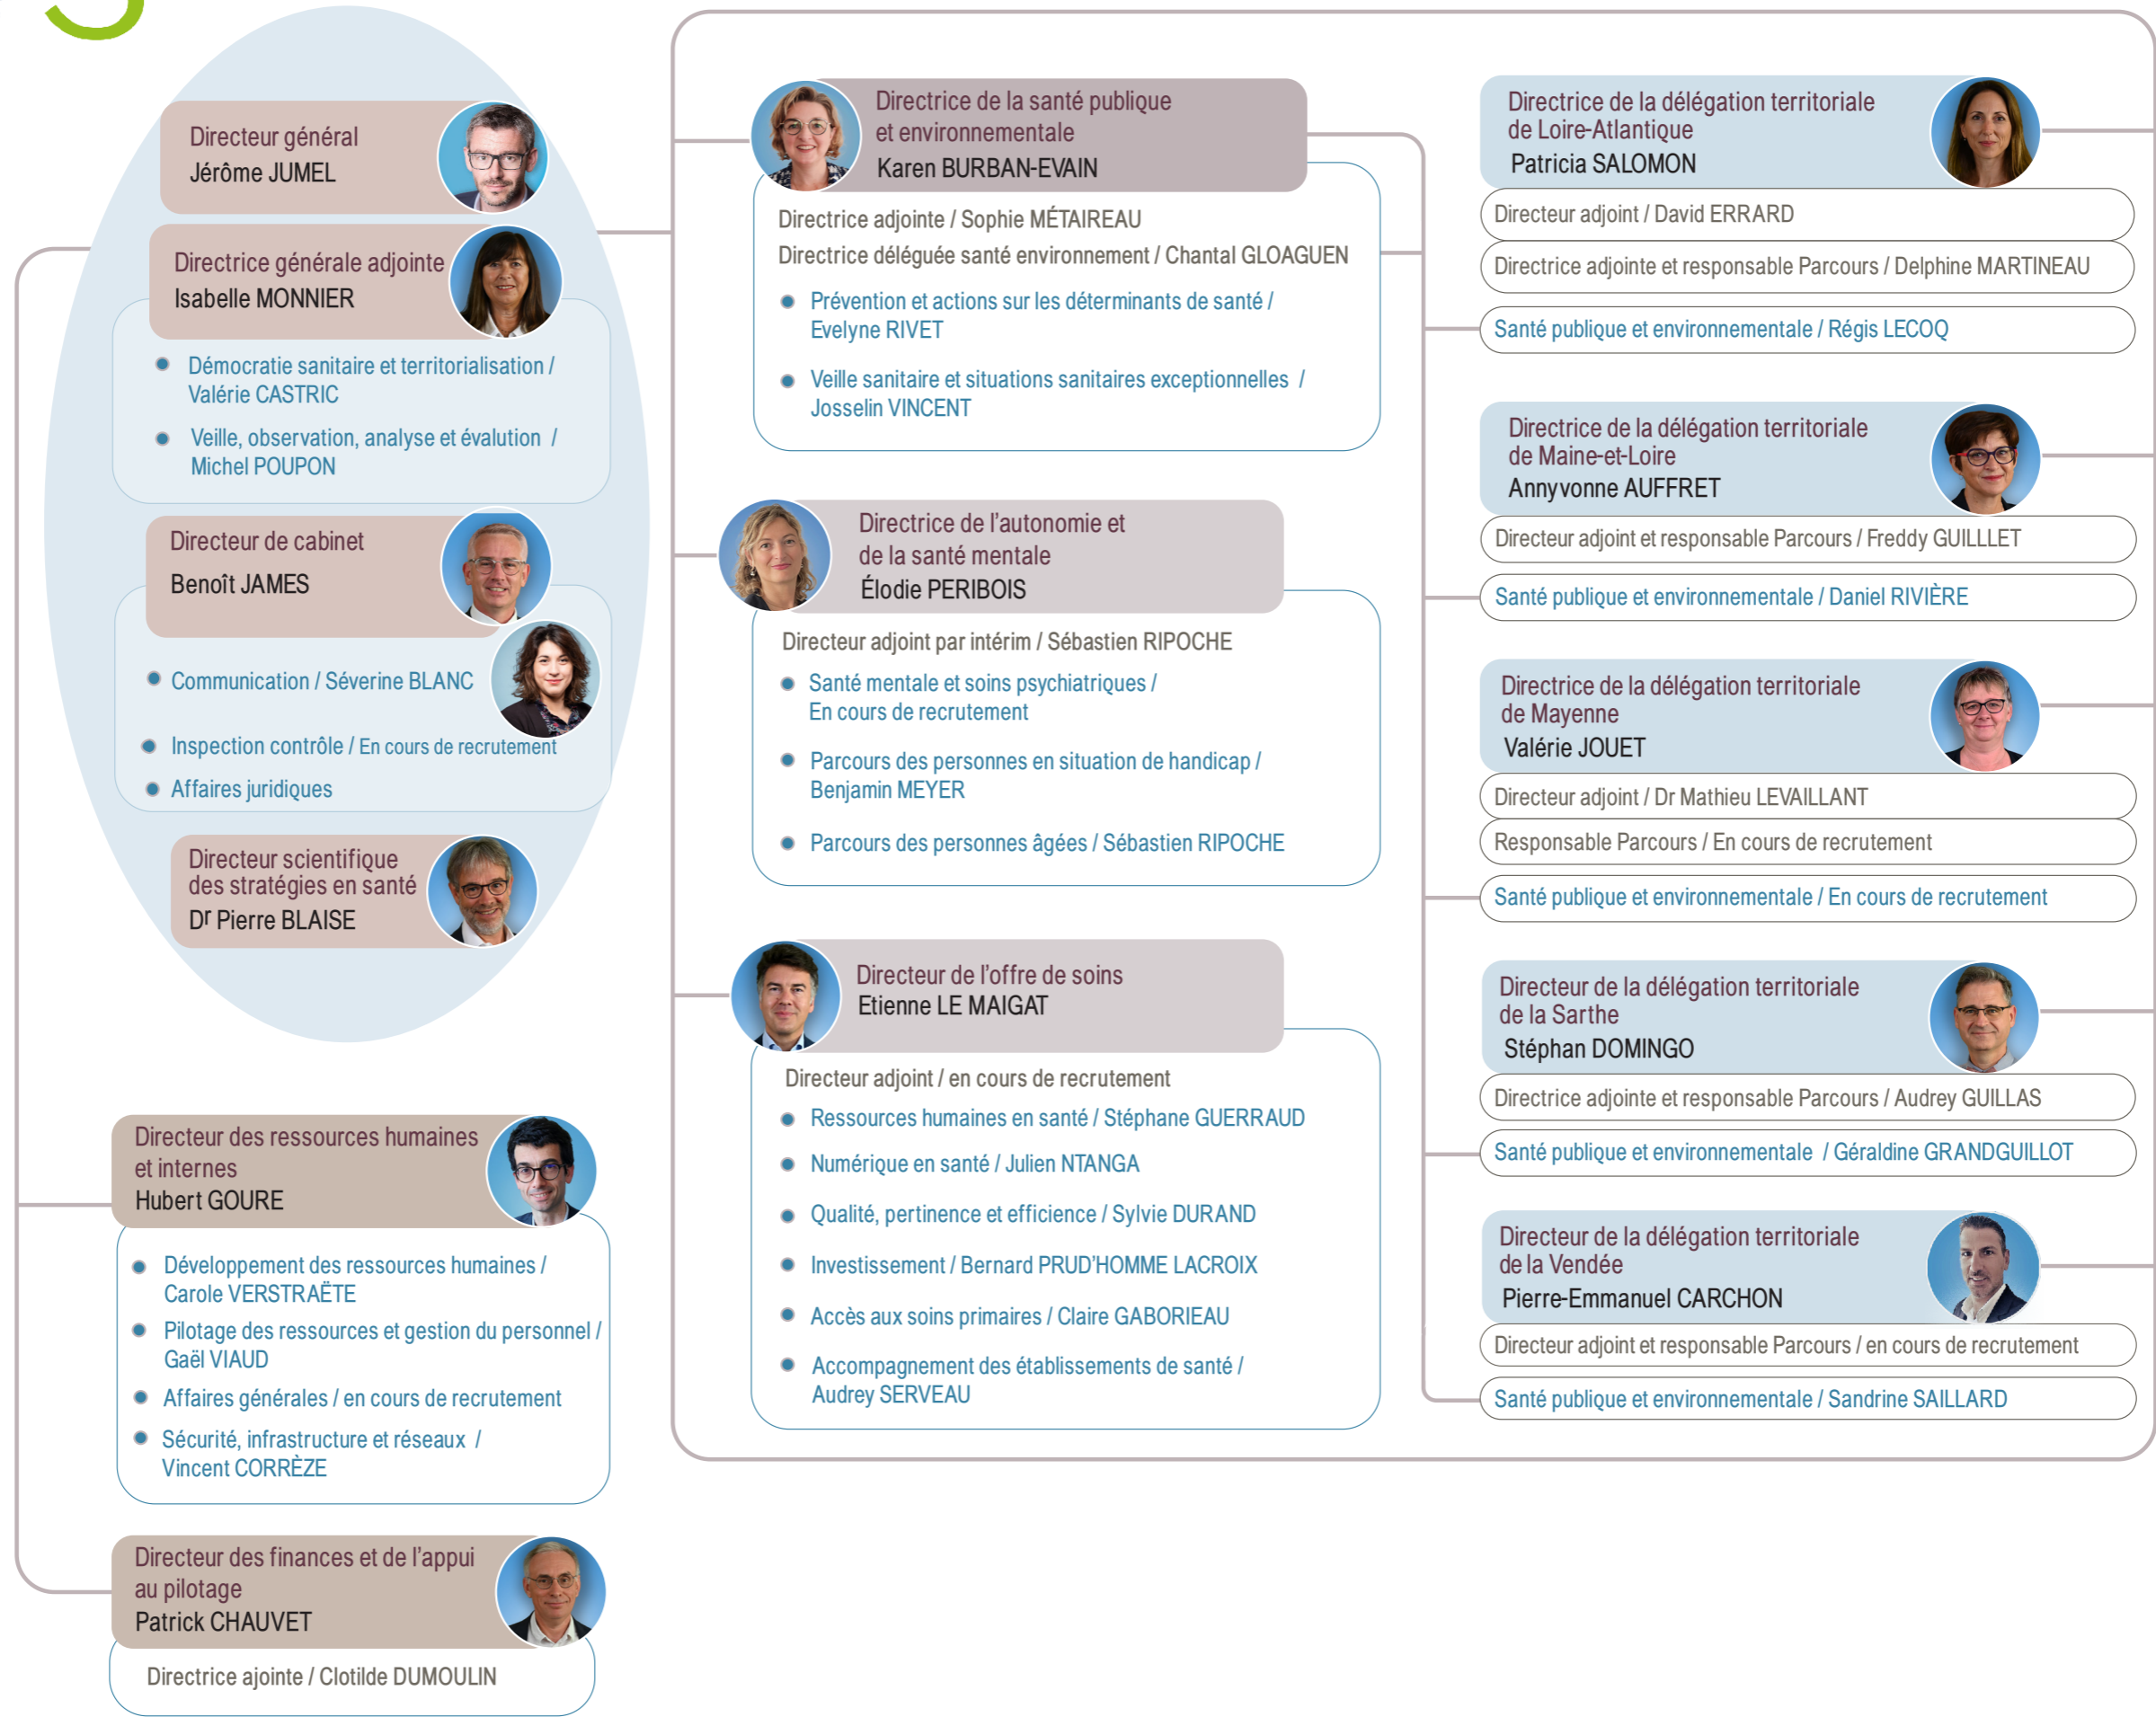 Directeur général
Jérôme JUMEL
Directrice générale adjointe
Isabelle MONNIER
Démocratie sanitaire et territorialisation /
Valérie CASTRIC
Veille, observation, analyse et évalution /
Michel POUPON
Directeur de cabinet
Benoît JAMES
Communication / Séverine BLANC
Inspection contrôle / En cours de recrutement
Affaires juridiques
Directeur scientifique
des stratégies en santé
Dr Pierre BLAISE
Directeur des ressources humaines
et internes
Hubert GOURE
Développement des ressources humaines /
Carole VERSTRAËTE
Pilotage des ressources et gestion du personnel /
Gaël VIAUD
Affaires générales / en cours de recrutement
Sécurité, infrastructure et réseaux /
Vincent CORRÈZE
Directeur des finances et de l'appui
au pilotage
Patrick CHAUVET
Directrice ajointe / Clotilde DUMOULIN
Directrice de la santé publique
et environnementale
Karen BURBAN-EVAIN
Directrice adjointe / Sophie MÉTAIREAU
Directrice déléguée santé environnement / Chantal GLOAGUEN
Prévention et actions sur les déterminants de santé /
Evelyne RIVET
Veille sanitaire et situations sanitaires exceptionnelles /
Josselin VINCENT
Directrice de l'autonomie et
de la santé mentale
Élodie PERIBOIS
Directeur adjoint par intérim / Sébastien RIPOCHE
Santé mentale et soins psychiatriques /
En cours de recrutement
Parcours des personnes en situation de handicap /
Benjamin MEYER
Parcours des personnes âgées / Sébastien RIPOCHE
Directeur de l'offre de soins
Etienne LE MAIGAT
Directeur adjoint / en cours de recrutement
Ressources humaines en santé / Stéphane GUERRAUD
Numérique en santé / Julien NTANGA
Qualité, pertinence et efficience / Sylvie DURAND
Investissement / Bernard PRUD'HOMME LACROIX
Accès aux soins primaires / Claire GABORIEAU
Accompagnement des établissements de santé /
Audrey SERVEAU
Directrice de la délégation territoriale
de Loire-Atlantique
Patricia SALOMON
Directeur adjoint / David ERRARD
Directrice adjointe et responsable Parcours / Delphine MARTINEAU
Santé publique et environnementale / Régis LECOQ
Directrice de la délégation territoriale
de Maine-et-Loire
Annyvonne AUFFRET
Directeur adjoint et responsable Parcours / Freddy GUILLLET
Santé publique et environnementale / Daniel RIVIÈRE
Directrice de la délégation territoriale
de Mayenne
Valérie JOUET
Directeur adjoint / Dr Mathieu LEVAILLANT
Responsable Parcours / En cours de recrutement
Santé publique et environnementale / En cours de recrutement
Directeur de la délégation territoriale
de la Sarthe
Stéphan DOMINGO
Directrice adjointe et responsable Parcours / Audrey GUILLAS
Santé publique et environnementale / Géraldine GRANDGUILLOT
Directeur de la délégation territoriale
de la Vendée
Pierre-Emmanuel CARCHON
Directeur adjoint et responsable Parcours / en cours de recrutement
Santé publique et environnementale / Sandrine SAILLARD